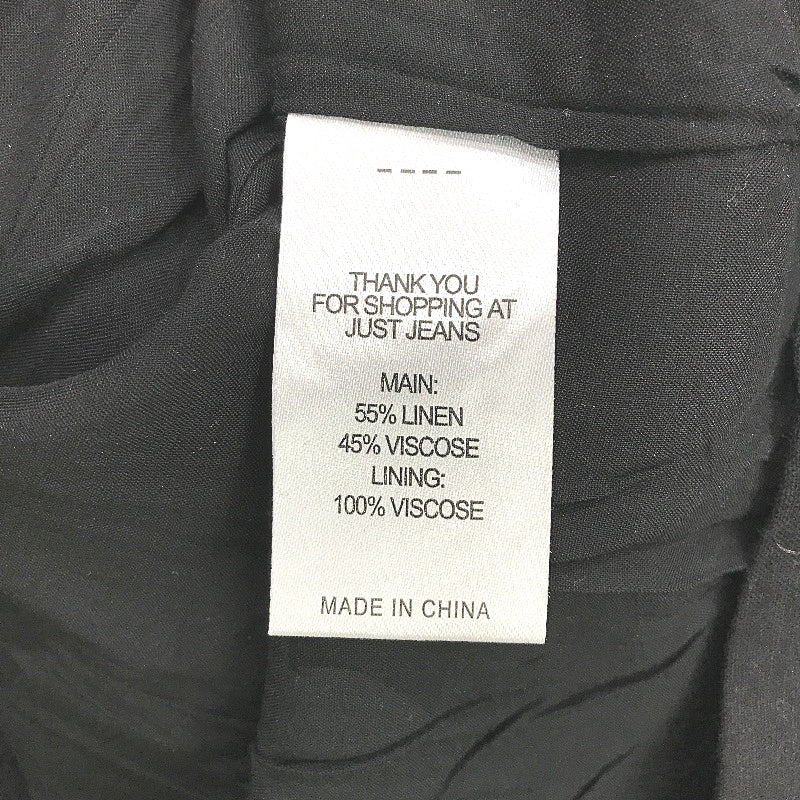 THANK YOU
FOR SHOPPING AT
JUST JEANS
MAIN:
55% LINEN
45% VISCOSE
LINING:
100% VISCOSE
MADE IN CHINA